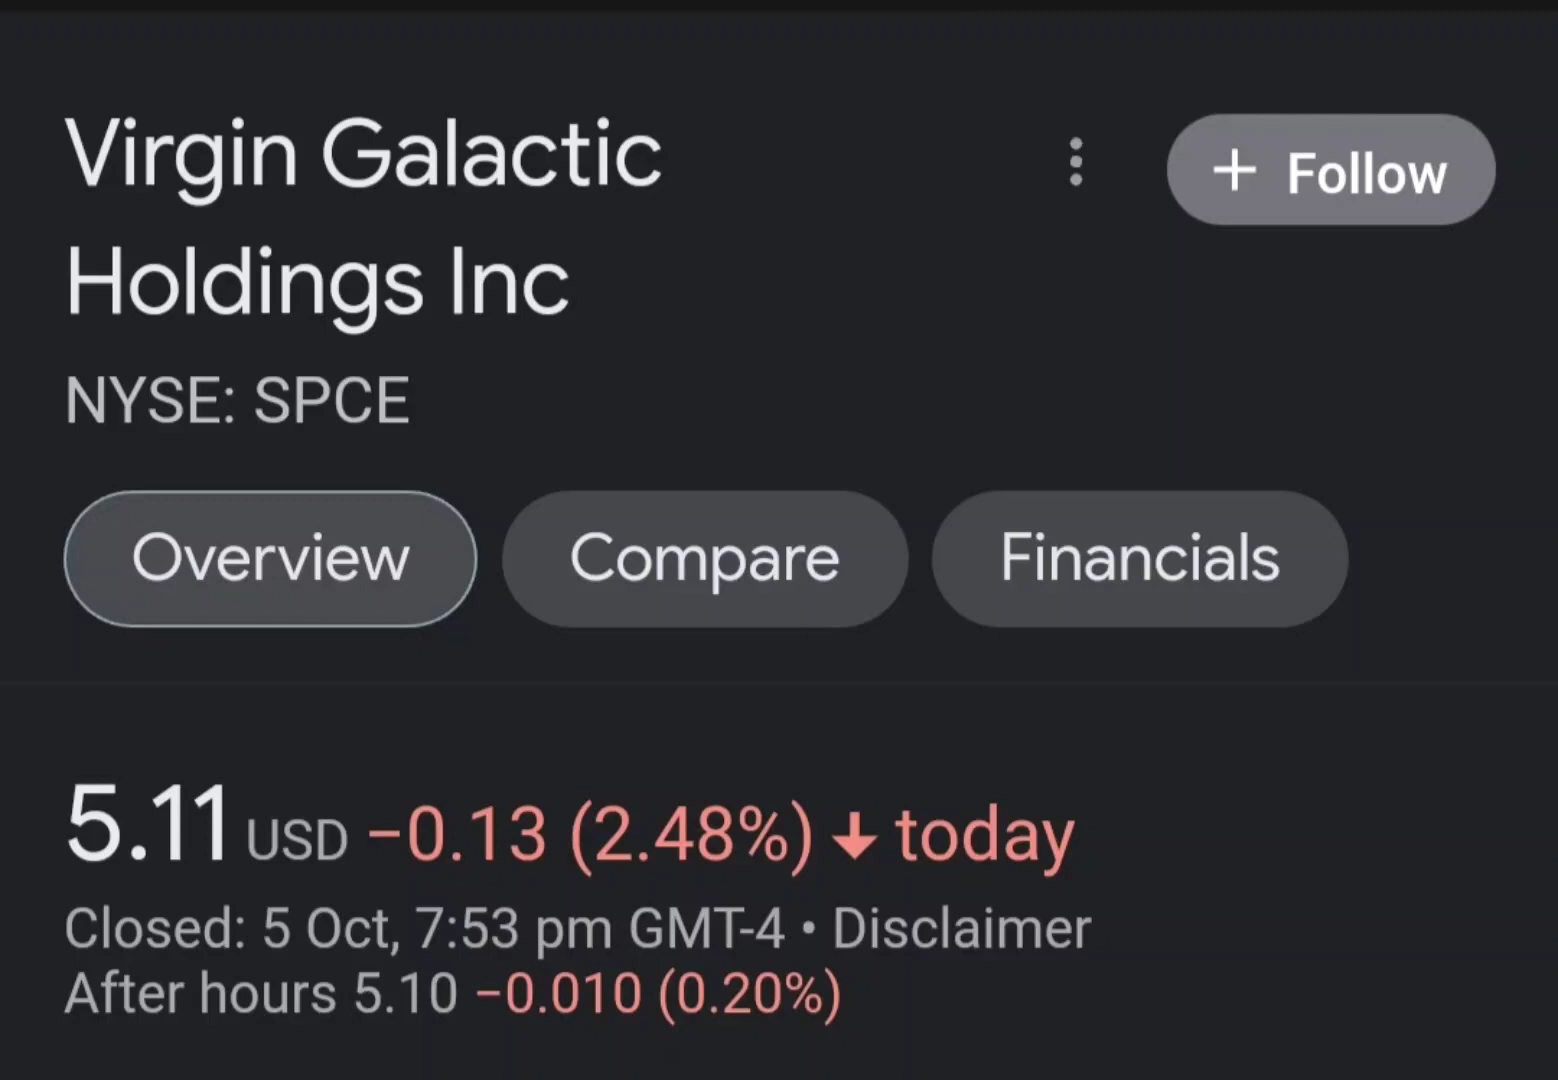 Virgin Galactic
Holdings Inc
+ Follow
NYSE: SPCE
Overview
Compare
Financials
5.11 USD −0.13 (2.48%) ↓ today
Closed: 5 Oct, 7:53 pm GMT-4 • Disclaimer
After hours 5.10 −0.010 (0.20%)